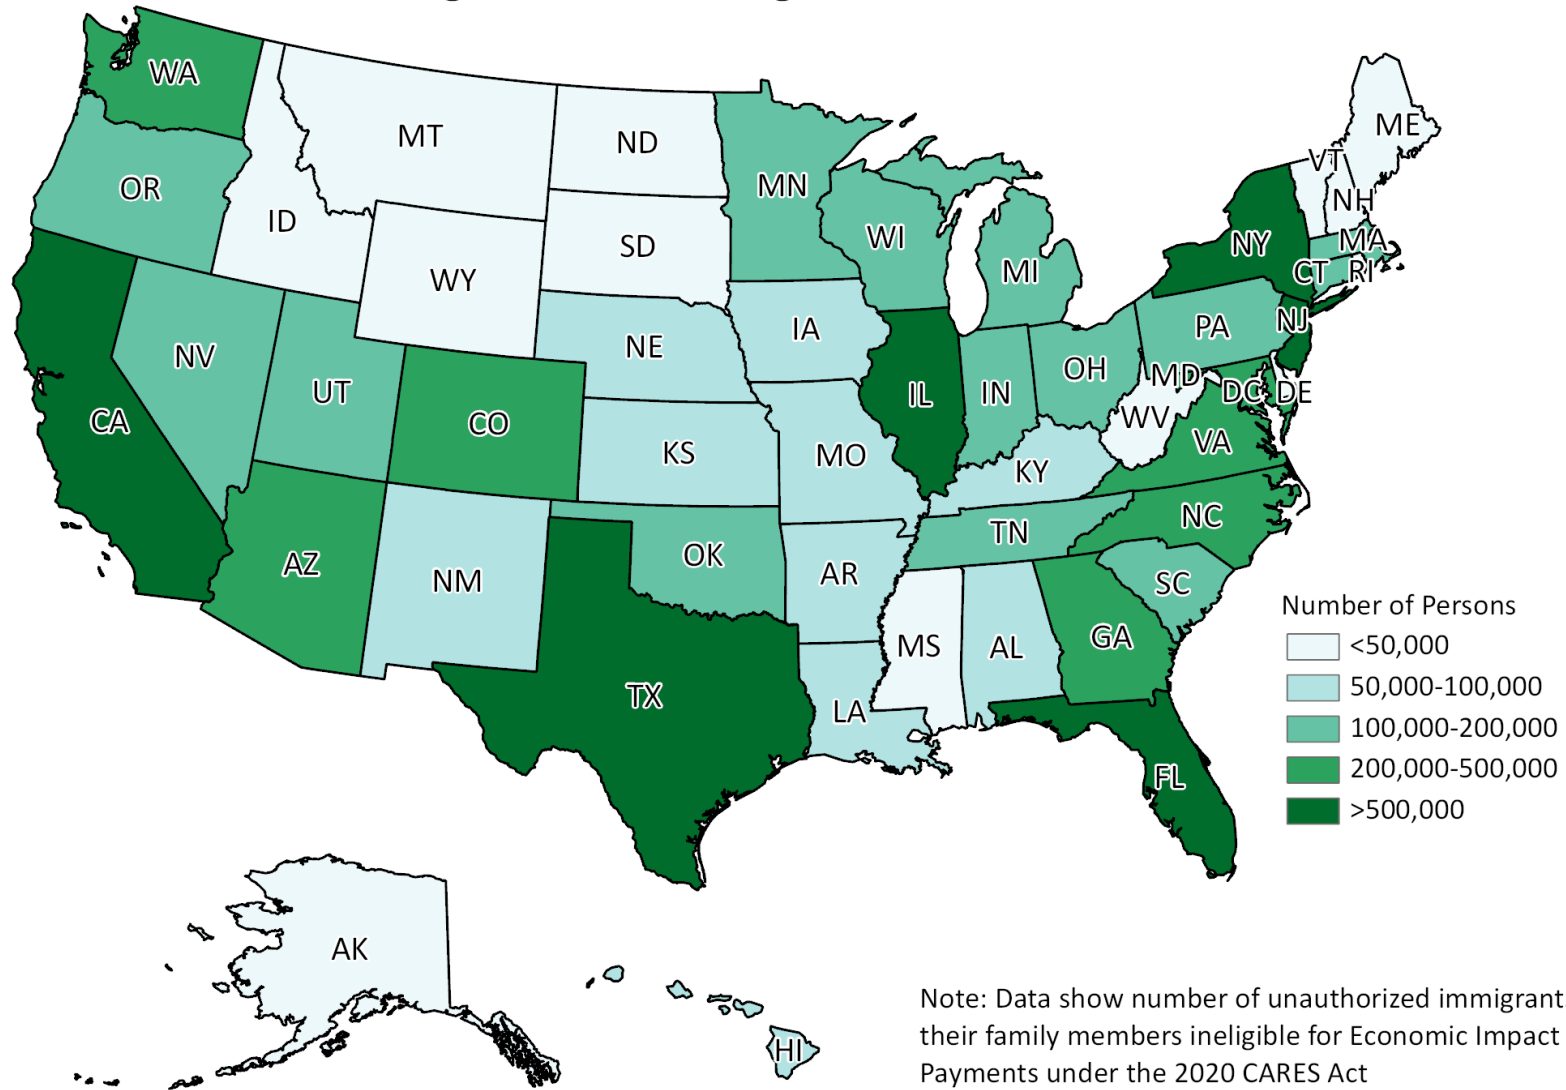 WA
MT
ND
ME
VT
MN
OR
NH
ID
WI
SD
MA
NY
MI
CT
RI
WY
NJ
PA
IA
NE
NV
OH
MD
UT
IN
DC
DE
IL
CA
CO
WV
VA
KS
MO
KY
NC
TN
OK
AZ
AR
NM
SC
GA
MS
AL
TX
LA
FL
Number of Persons
<50,000
50,000-100,000
100,000-200,000
200,000-500,000
>500,000
AK
HI
Note: Data show number of unauthorized immigrant
their family members ineligible for Economic Impact
Payments under the 2020 CARES Act